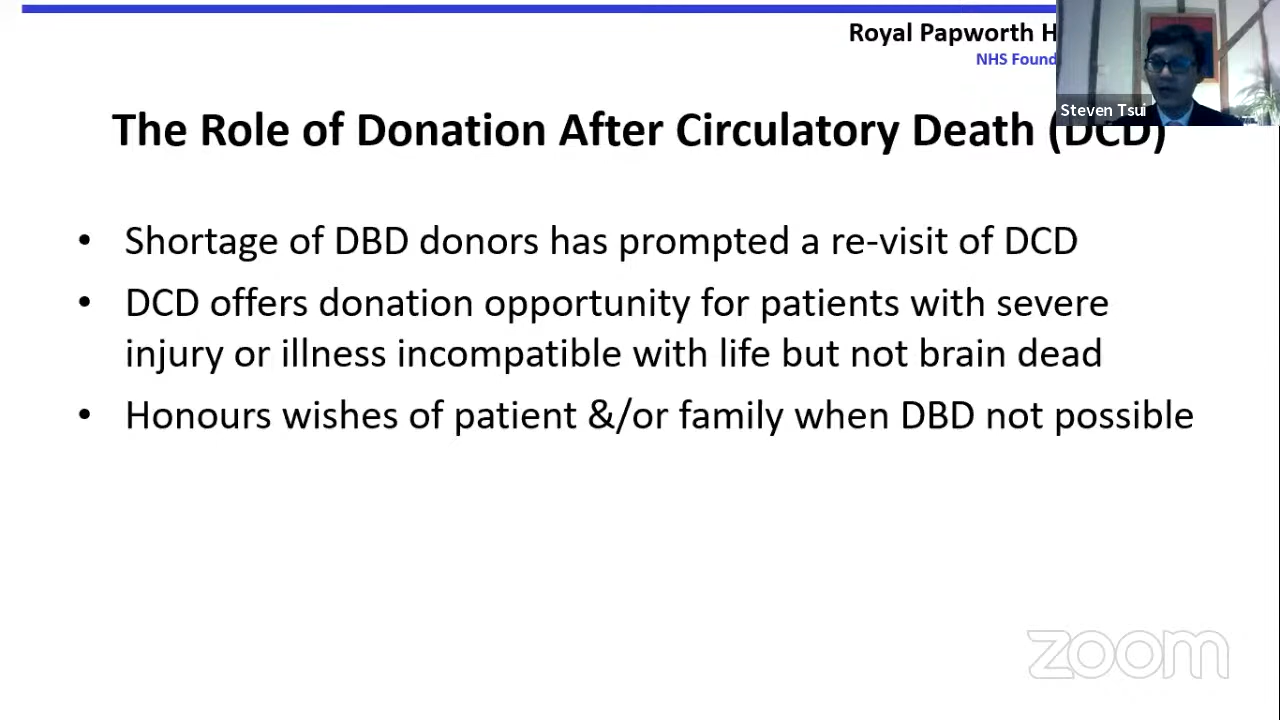 Royal Papworth H
NHS Found
Steven Tsui
The Role of Donation After Circulatory Death (DCD)
• Shortage of DBD donors has prompted a re-visit of DCD
• DCD offers donation opportunity for patients with severe
injury or illness incompatible with life but not brain dead
• Honours wishes of patient &/or family when DBD not possible
zoom